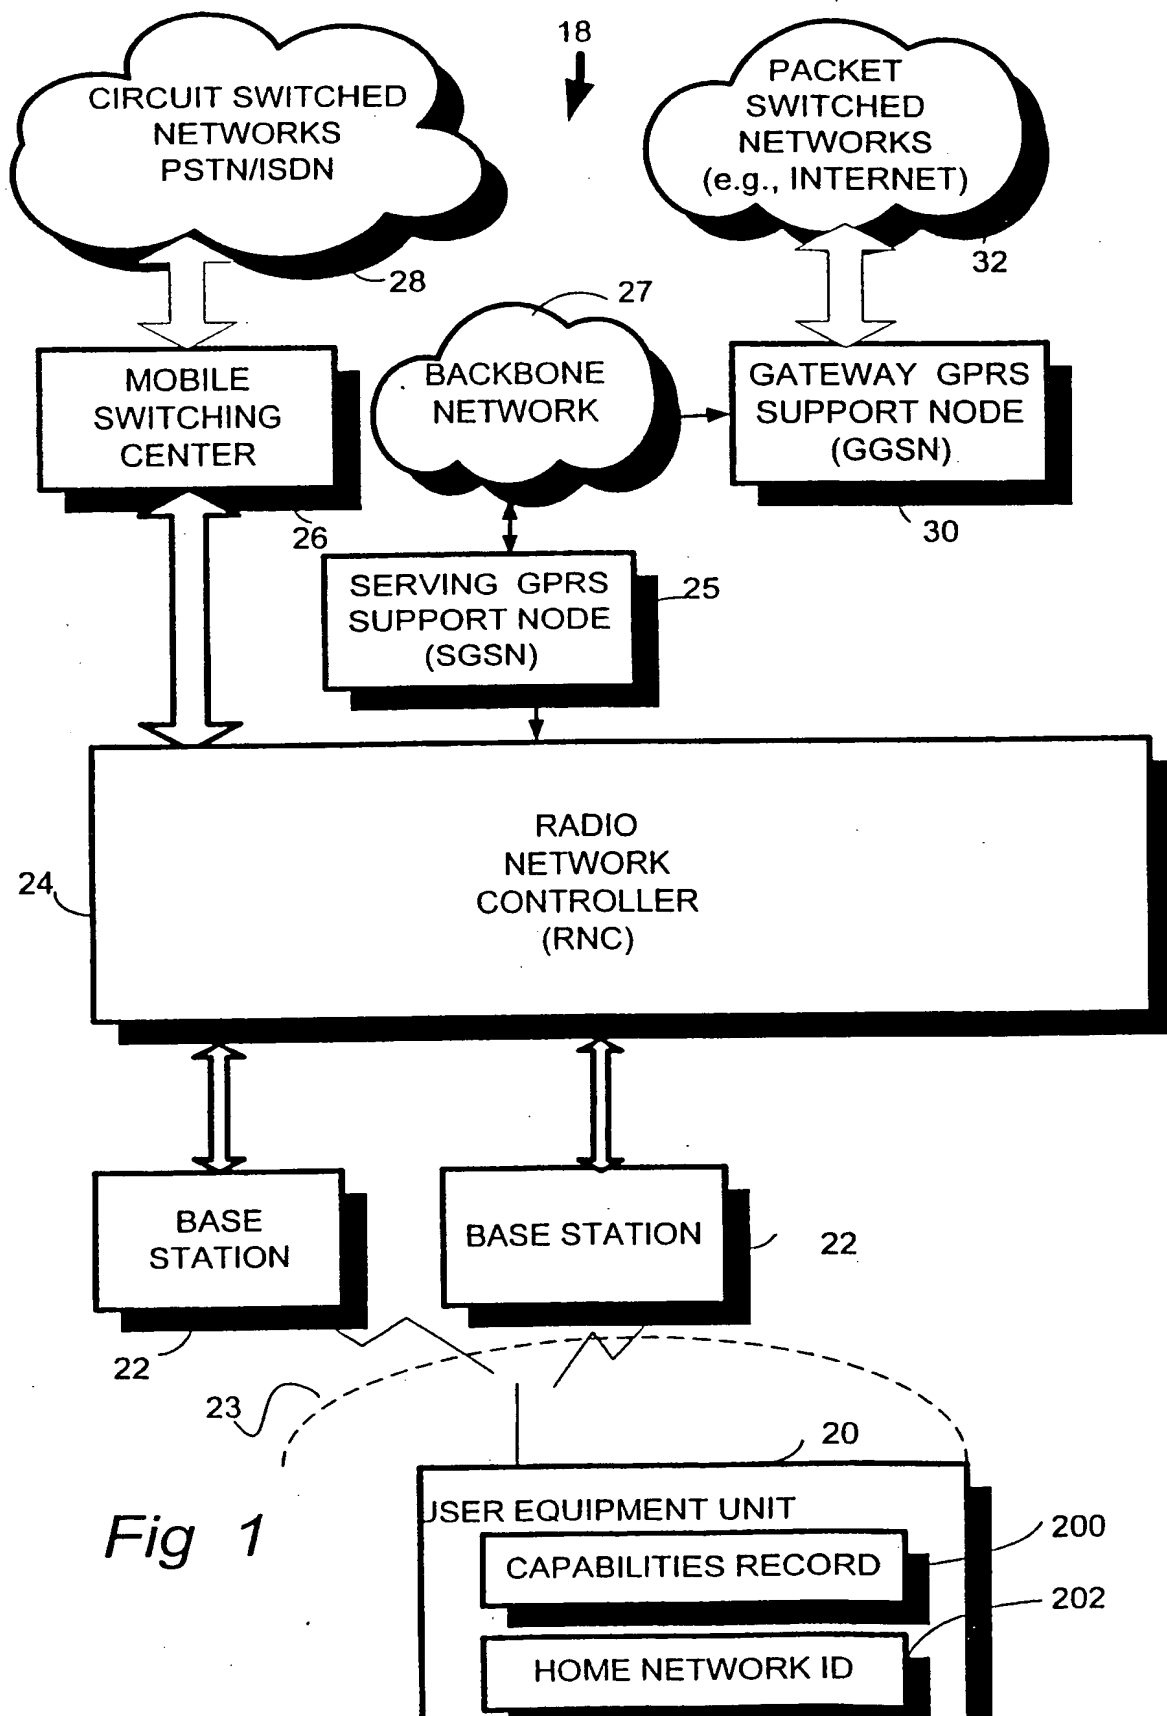 18
CIRCUIT SWITCHED
NETWORKS
PSTN/ISDN
PACKET
SWITCHED
NETWORKS
(e.g., INTERNET)
28
27
32
MOBILE
SWITCHING
CENTER
BACKBONE
NETWORK
GATEWAY GPRS
SUPPORT NODE
(GGSN)
26
30
SERVING GPRS
SUPPORT NODE
(SGSN)
25
RADIO
NETWORK
CONTROLLER
(RNC)
24
BASE
STATION
BASE STATION
22
22
23
20
USER EQUIPMENT UNIT
CAPABILITIES RECORD
200
HOME NETWORK ID
202
Fig 1